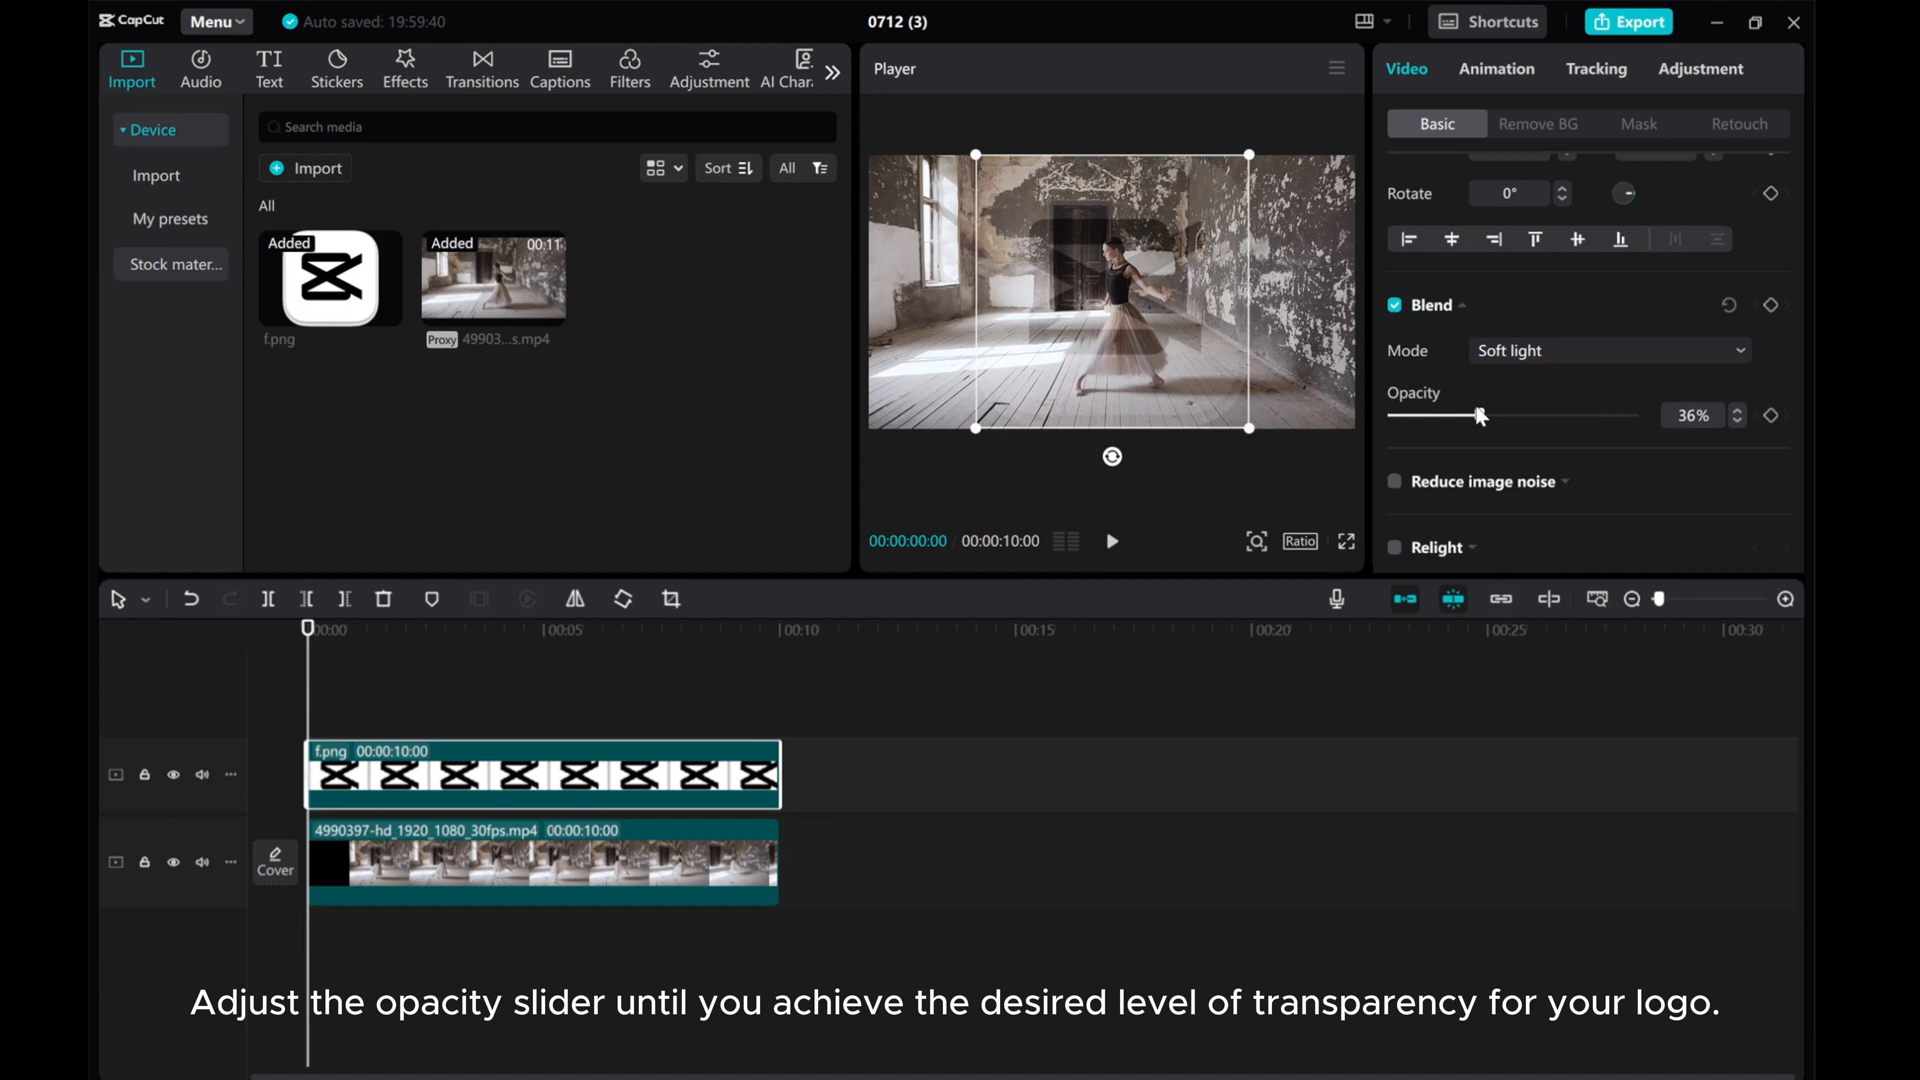 CapCut
Menu
Auto saved: 19:59:40
0712 (3)
Shortcuts
Export
Import
Audio
Text
Stickers
Effects
Transitions
Captions
Filters
Adjustment
AI Char
Device
Import
My presets
Stock mater...
Search media
Import
Sort
All
All
Added
f.png
Added
00:11
Proxy
49903...s.mp4
Player
00:00:00:00
00:00:10:00
Ratio
Video
Animation
Tracking
Adjustment
Basic
Remove BG
Mask
Retouch
Rotate
0°
Blend
Mode
Soft light
Opacity
36%
Reduce image noise
Relight
00:00
00:05
00:10
00:15
00:20
00:25
00:30
f.png 00:00:10:00
4990397-hd_1920_1080_30fps.mp4 00:00:10:00
Cover
Adjust the opacity slider until you achieve the desired level of transparency for your logo.